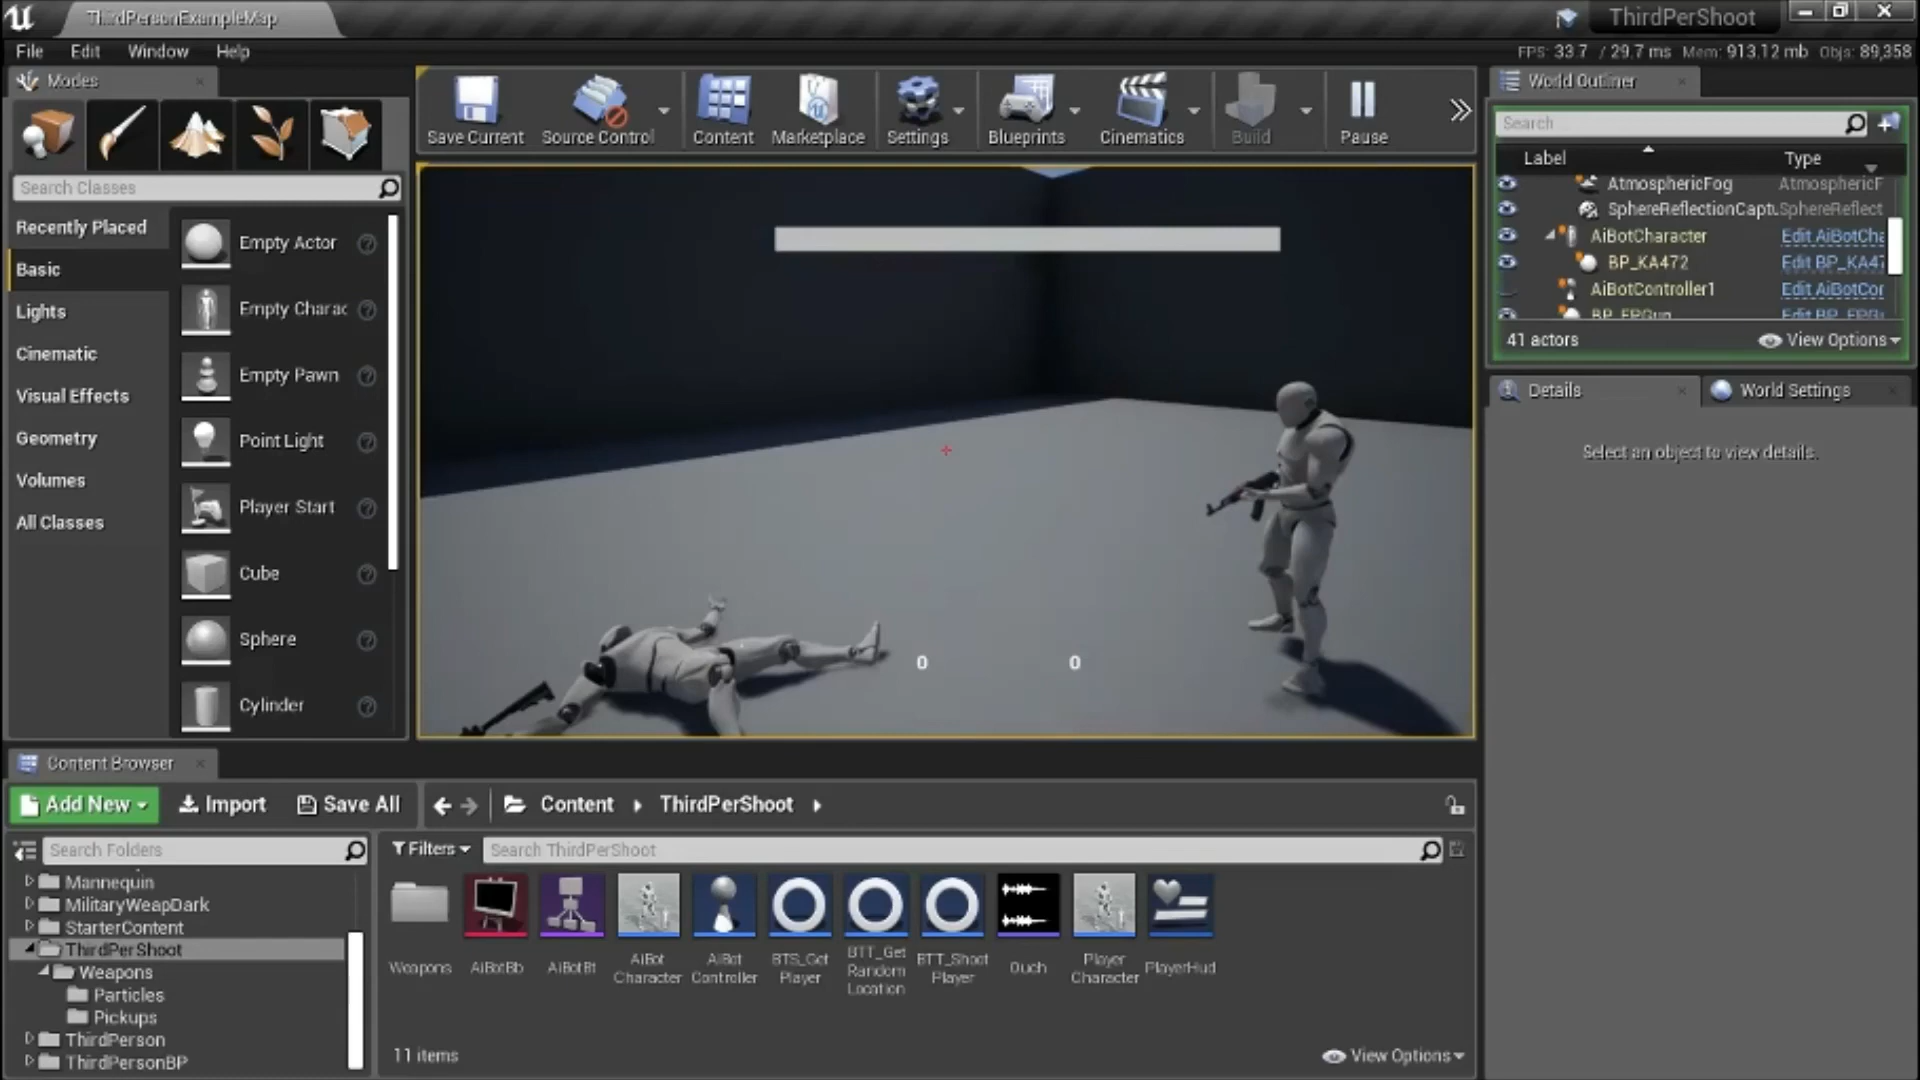 ThirdPersonExampleMap
ThirdPerShoot
File Edit Window Help
FPS: 33.7 / 29.7 ms Mem: 913.12 mb Objs: 89,358
Modes
Save Current
Source Control
Content
Marketplace
Settings
Blueprints
Cinematics
Build
Pause
Search Classes
Recently Placed
Basic
Lights
Cinematic
Visual Effects
Geometry
Volumes
All Classes
Empty Actor
Empty Charac
Empty Pawn
Point Light
Player Start
Cube
Sphere
Cylinder
0 0
World Outliner
Search
Label Type
AtmosphericFog AtmosphericF
SphereReflectionCaptu SphereReflect
AiBotCharacter Edit AiBotCha
BP_KA472 Edit BP_KA47
AiBotController1 Edit AiBotCor
41 actors View Options
Details
World Settings
Select an object to view details.
Content Browser
Add New Import Save All Content ThirdPerShoot
Search Folders
Mannequin
MilitaryWeapDark
StarterContent
ThirdPerShoot
Weapons
Particles
Pickups
ThirdPerson
ThirdPersonBP
Filters Search ThirdPerShoot
Weapons
AiBotBb
AiBotBt
AiBot
Character
AiBot
Controller
BTS_Get
Player
BTT_Get
Random
Location
BTT_Shoot
Player
Ouch
Player
Character
PlayerHud
11 items View Options